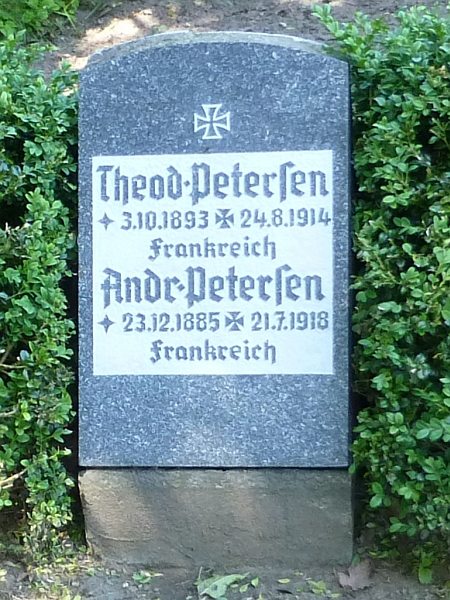 Theod. Peterſen
✦ 3.10.1893 ✠ 24.8.1914
Frankreich
Andr. Peterſen
✦ 23.12.1885 ✠ 21.7.1918
Frankreich